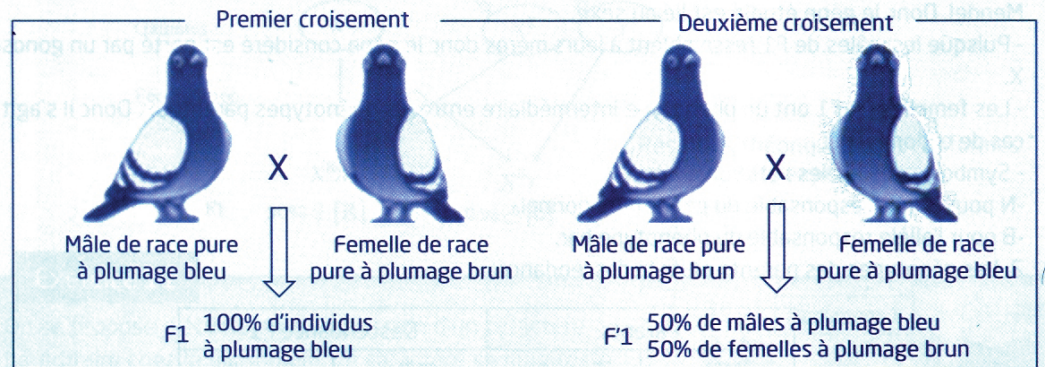 Premier croisement
Deuxième croisement
X
X
Mâle de race pure
à plumage bleu
Femelle de race
pure à plumage brun
Mâle de race pure
à plumage brun
Femelle de race
pure à plumage bleu
F1 100% d'individus
à plumage bleu
F'1 50% de mâles à plumage bleu
50% de femelles à plumage brun